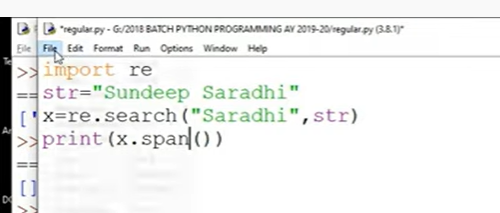 *regular.py - G:/2018 BATCH PYTHON PROGRAMMING AY 2019-20/regular.py (3.8.1)*
File Edit Format Run Options Window Help
>> import re
== str="Sundeep Saradhi"
[' x=re.search("Saradhi",str)
>> print(x.span())
==
[]
>>